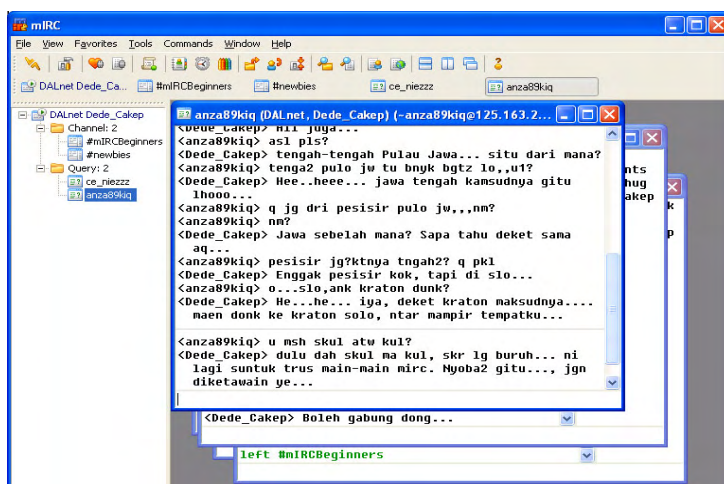 mIRC
File View Favorites Tools Commands Window Help
DALnet Dede_Ca... #mIRCBeginners #newbies ce_niezzz anza89kiq
DALnet Dede_Cakep
Channel: 2
#mIRCBeginners
#newbies
Query: 2
ce_niezzz
anza89kiq
anza89kiq (DALnet, Dede_Cakep) (~anza89kiq@125.163.2...
<Dede_Cakep> juga...
<anza89kiq> asl pls?
<Dede_Cakep> tengah-tengah Pulau Jawa... situ dari mana?
<anza89kiq> tenga2 pulo jw tu bnyk bgtz lo,,u1?
<Dede_Cakep> Hee..heee... jawa tengah kamsudnya gitu
lhooo...
<anza89kiq> q jg dri pesisir pulo jw,,,nm?
<anza89kiq> nm?
<Dede_Cakep> Jawa sebelah mana? Sapa tahu deket sama
aq...
<anza89kiq> pesisir jg?ktnya tngah2? q pkl
<Dede_Cakep> Enggak pesisir kok, tapi di slo...
<anza89kiq> o...slo,ank kraton dunk?
<Dede_Cakep> He...he... iya, deket kraton maksudnya....
maen donk ke kraton solo, ntar mampir tempatku...
<anza89kiq> u msh skul atw kul?
<Dede_Cakep> dulu dah skul ma kul, skr lg buruh... ni
lagi suntuk trus main-main mirc. Nyoba2 gitu..., jgn
diketawain ye...
nts
hug
akep
k
p
<Dede_Cakep> Boleh gabung dong...
left #mIRCBeginners